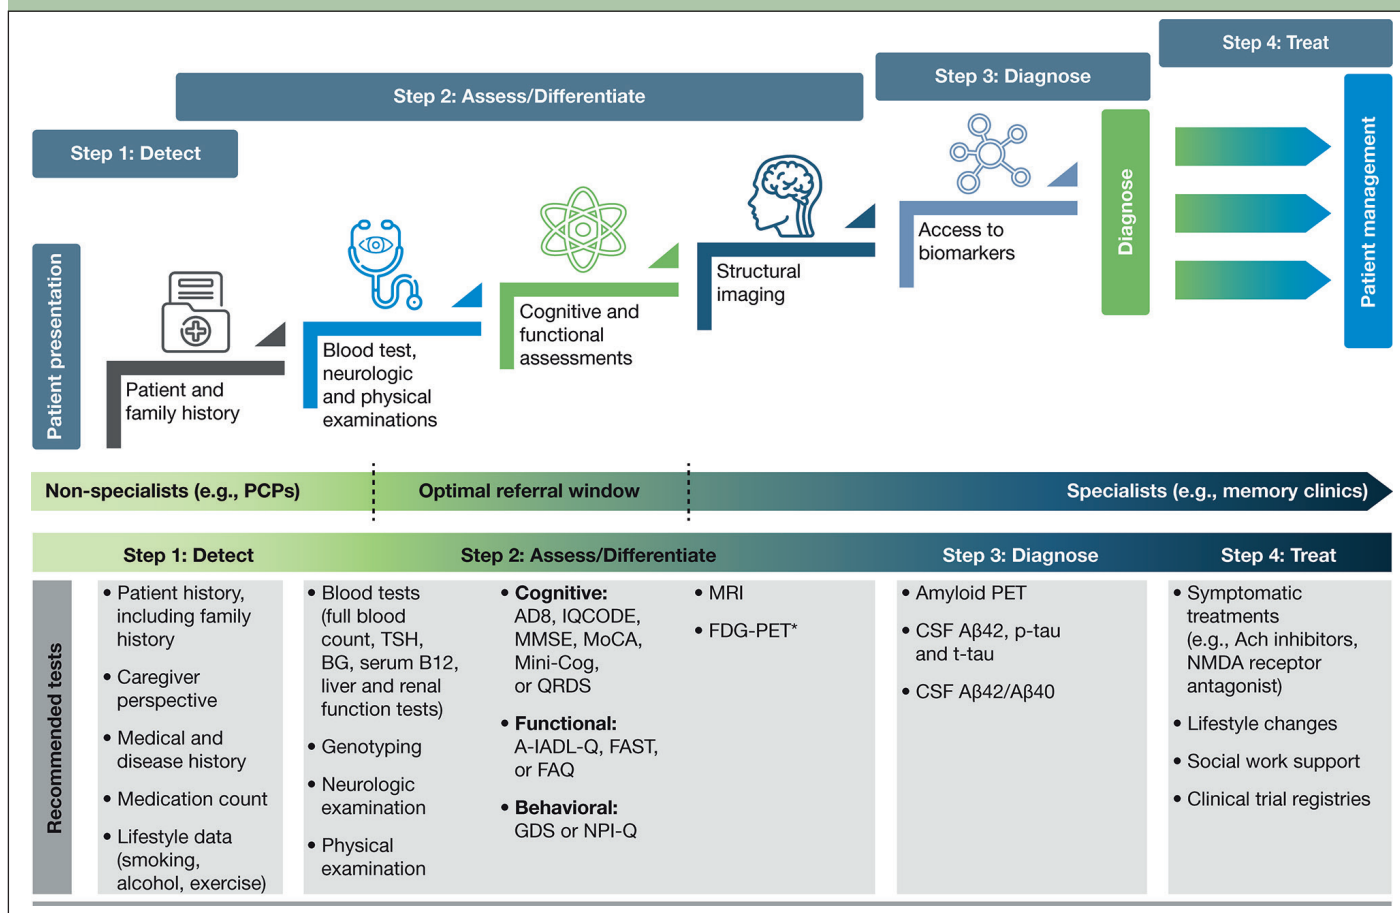 Step 4: Treat
Step 3: Diagnose
Step 2: Assess/Differentiate
Step 1: Detect
Patient presentation
Patient and
family history
Blood test,
neurologic
and physical
examinations
Cognitive and
functional
assessments
Structural
imaging
Access to
biomarkers
Diagnose
Patient management
Non-specialists (e.g., PCPs)
Optimal referral window
Specialists (e.g., memory clinics)
Step 1: Detect
Step 2: Assess/Differentiate
Step 3: Diagnose
Step 4: Treat
Recommended tests
• Patient history,
including family
history
• Caregiver
perspective
• Medical and
disease history
• Medication count
• Lifestyle data
(smoking,
alcohol, exercise)
• Blood tests
(full blood
count, TSH,
BG, serum B12,
liver and renal
function tests)
• Genotyping
• Neurologic
examination
• Physical
examination
• Cognitive:
AD8, IQCODE,
MMSE, MoCA,
Mini-Cog,
or QRDS
• Functional:
A-IADL-Q, FAST,
or FAQ
• Behavioral:
GDS or NPI-Q
• MRI
• FDG-PET*
• Amyloid PET
• CSF Aβ42, p-tau
and t-tau
• CSF Aβ42/Aβ40
• Symptomatic
treatments
(e.g., Ach inhibitors,
NMDA receptor
antagonist)
• Lifestyle changes
• Social work support
• Clinical trial registries